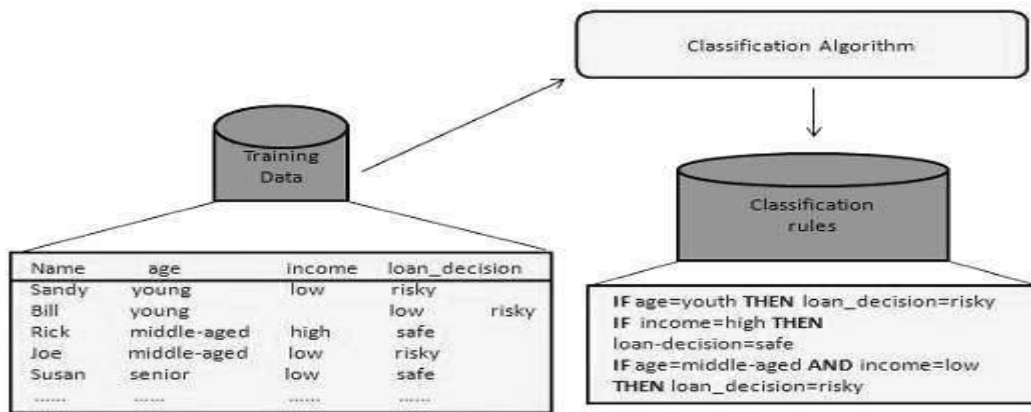 Classification Algorithm
Training
Data
Classification
rules
Name age income loan_decision
Sandy young low risky
Bill young low risky
Rick middle-aged high safe
Joe middle-aged low risky
Susan senior low safe
...... ...... ...... ......
IF age=youth THEN loan_decision=risky
IF income=high THEN
loan-decision=safe
IF age=middle-aged AND income=low
THEN loan_decision=risky